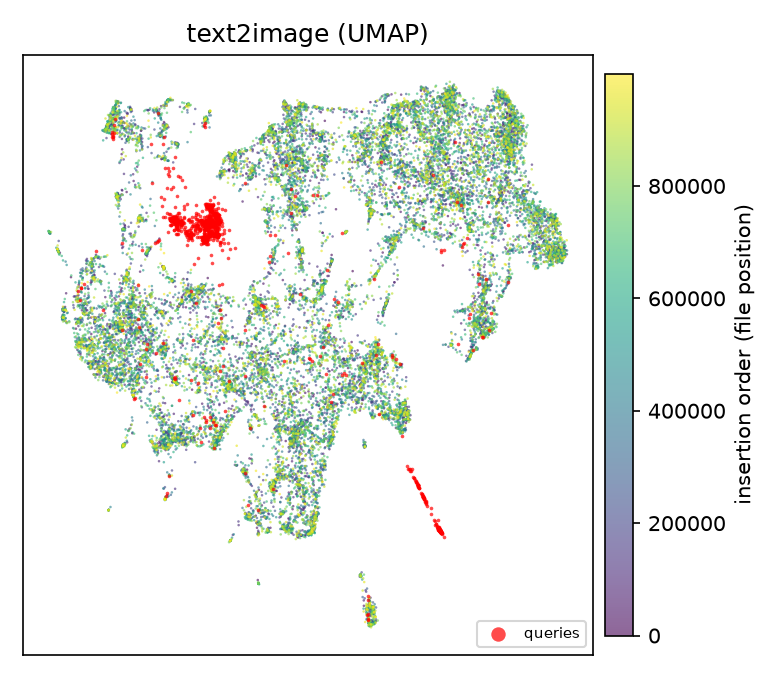 text2image (UMAP)
800000
600000
400000
200000
0
insertion order (file position)
queries